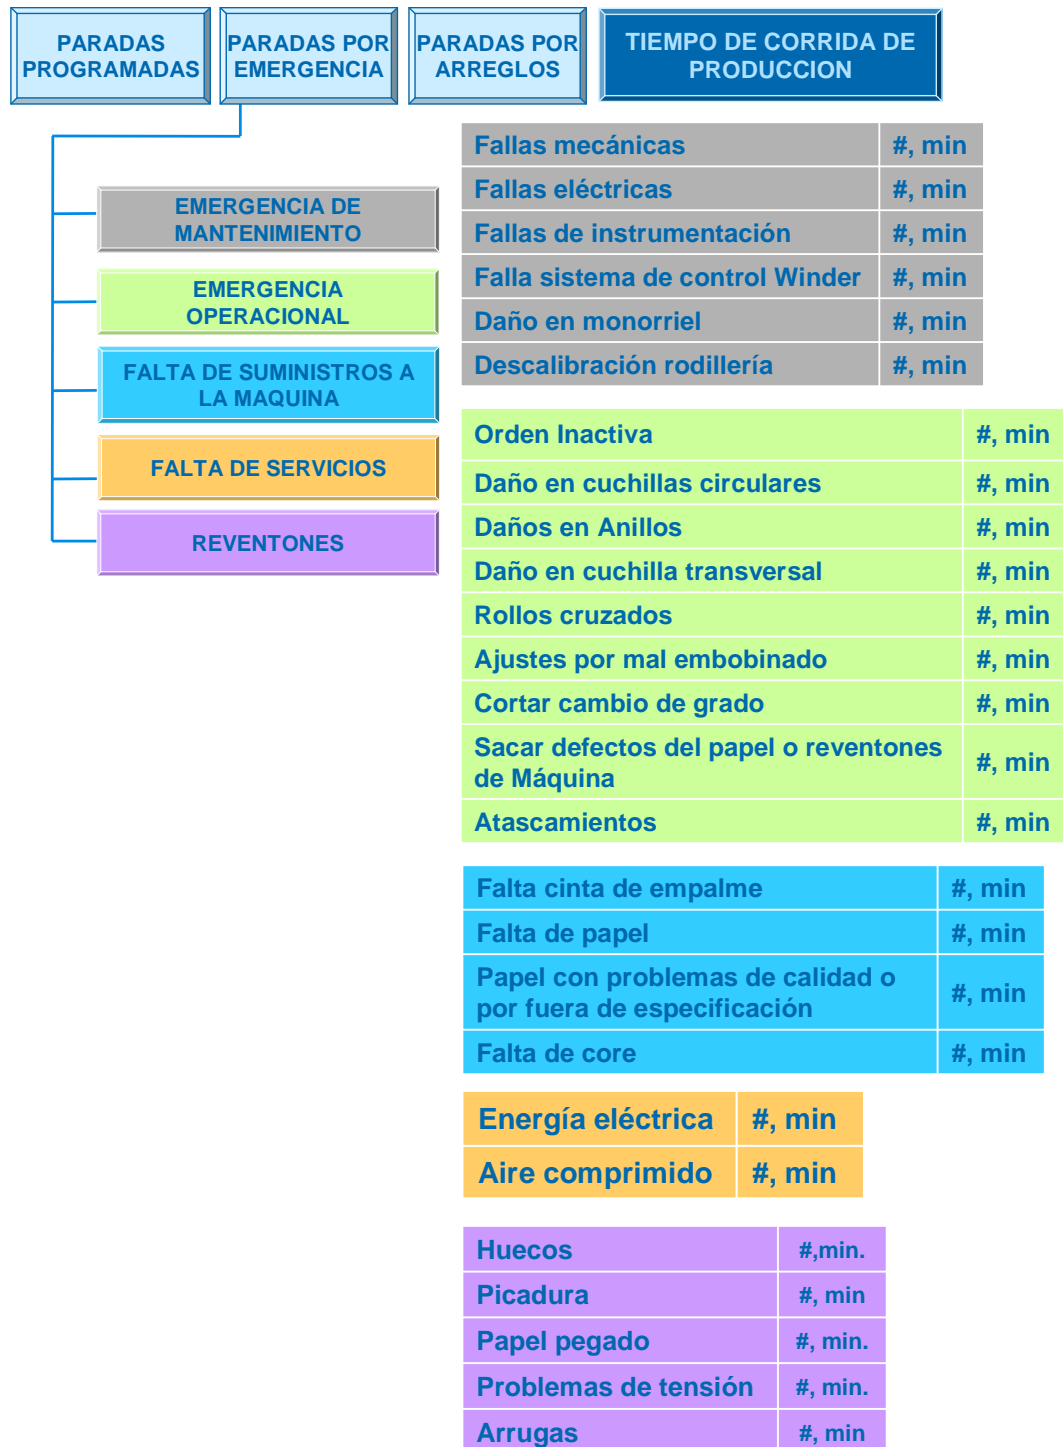 PARADAS
PROGRAMADAS
PARADAS POR
EMERGENCIA
PARADAS POR
ARREGLOS
TIEMPO DE CORRIDA DE
PRODUCCION
EMERGENCIA DE
MANTENIMIENTO
EMERGENCIA
OPERACIONAL
FALTA DE SUMINISTROS A
LA MAQUINA
FALTA DE SERVICIOS
REVENTONES
Fallas mecánicas #, min
Fallas eléctricas #, min
Fallas de instrumentación #, min
Falla sistema de control Winder #, min
Daño en monorriel #, min
Descalibración rodillería #, min
Orden Inactiva #, min
Daño en cuchillas circulares #, min
Daños en Anillos #, min
Daño en cuchilla transversal #, min
Rollos cruzados #, min
Ajustes por mal embobinado #, min
Cortar cambio de grado #, min
Sacar defectos del papel o reventones
de Máquina #, min
Atascamientos #, min
Falta cinta de empalme #, min
Falta de papel #, min
Papel con problemas de calidad o
por fuera de especificación #, min
Falta de core #, min
Energía eléctrica #, min
Aire comprimido #, min
Huecos #,min.
Picadura #, min
Papel pegado #, min.
Problemas de tensión #, min.
Arrugas #, min